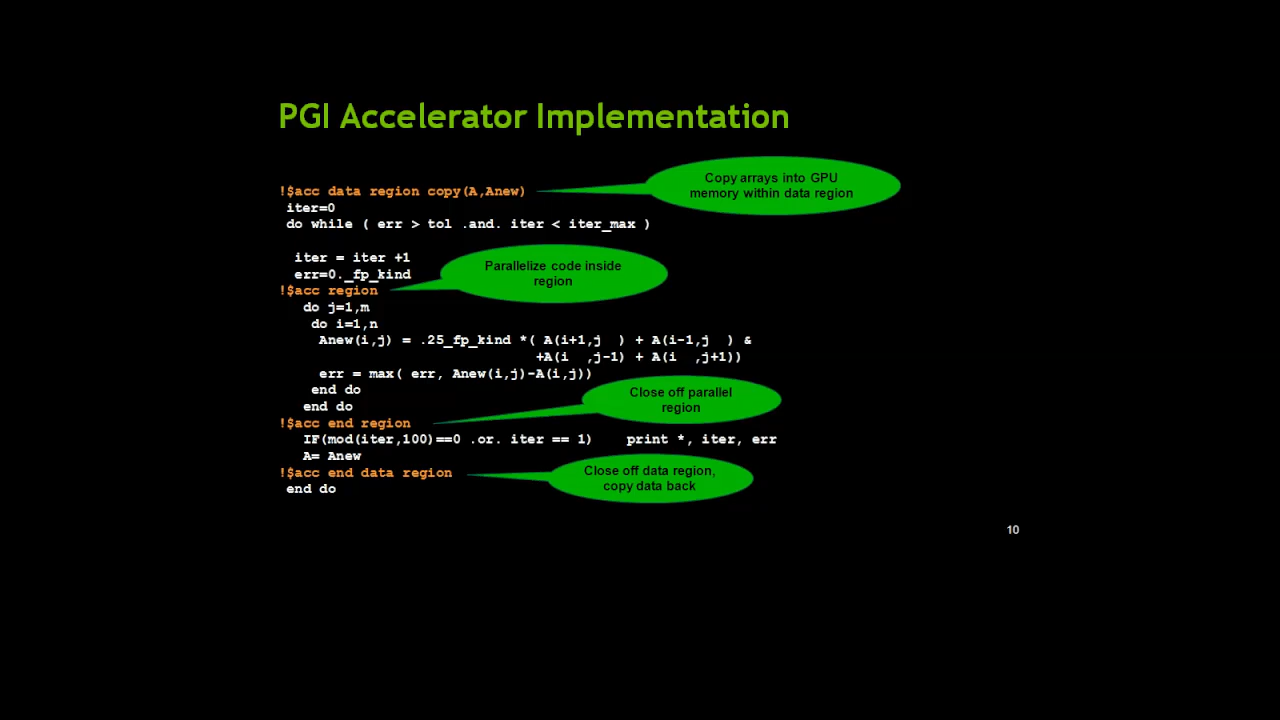 PGI Accelerator Implementation
!$acc data region copy(A,Anew)
Copy arrays into GPU
memory within data region
iter=0
do while ( err > tol .and. iter < iter_max )
iter = iter +1
err=0._fp_kind
Parallelize code inside
region
!$acc region
do j=1,m
do i=1,n
Anew(i,j) = .25_fp_kind *( A(i+1,j  ) + A(i-1,j  ) &
+A(i  ,j-1) + A(i  ,j+1))
err = max( err, Anew(i,j)-A(i,j))
end do
end do
Close off parallel
region
!$acc end region
IF(mod(iter,100)==0 .or. iter == 1)    print *, iter, err
A= Anew
!$acc end data region
Close off data region,
copy data back
end do
10